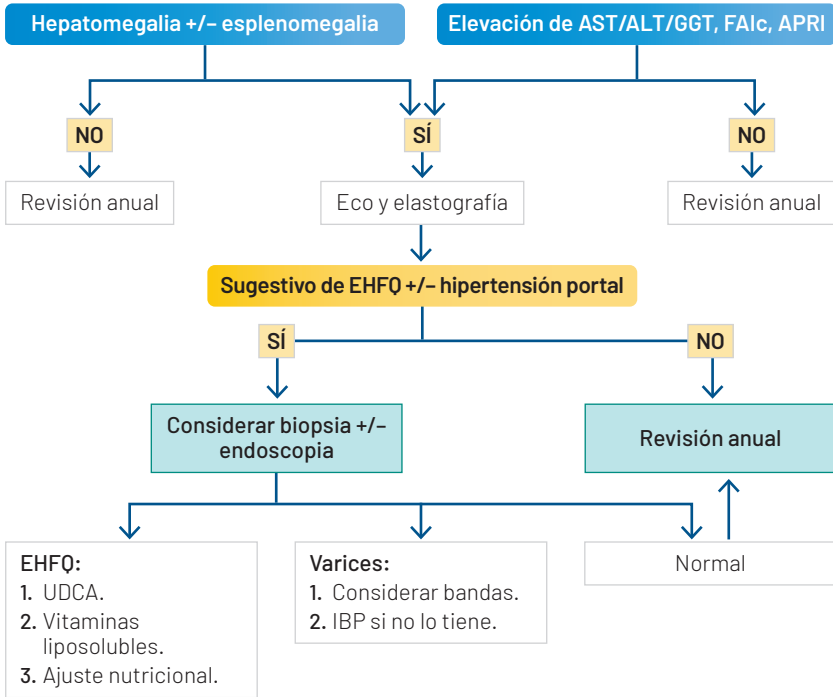 Hepatomegalia +/– esplenomegalia
Elevación de AST/ALT/GGT, FAlc, APRI
NO
SÍ
NO
Revisión anual
Eco y elastografía
Revisión anual
Sugestivo de EHFQ +/– hipertensión portal
SÍ
NO
Considerar biopsia +/–
endoscopia
Revisión anual
EHFQ:
1. UDCA.
2. Vitaminas
liposolubles.
3. Ajuste nutricional.
Varices:
1. Considerar bandas.
2. IBP si no lo tiene.
Normal